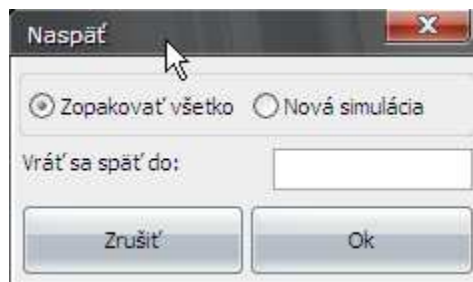 Naspäť
Zopakovať všetko Nová simulácia
Vráť sa späť do:
Zrušiť Ok